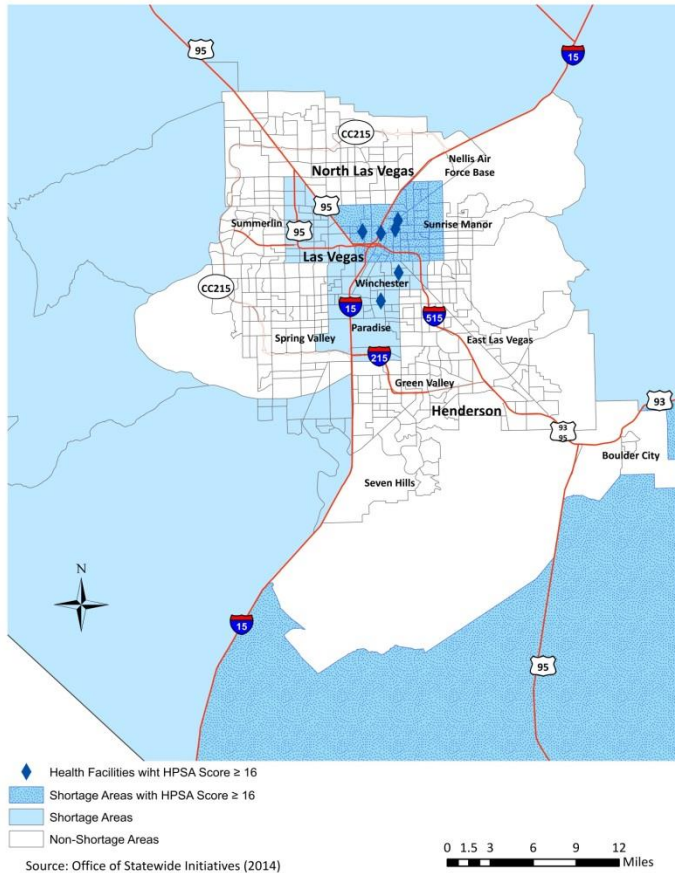 95
15
CC215
North Las Vegas
Nellis Air
Force Base
95
Summerlin
95
Sunrise Manor
Las Vegas
Winchester
CC215
15
515
Paradise
Spring Valley
East Las Vegas
215
Green Valley
93
Henderson
93
95
Boulder City
Seven Hills
N
15
95
Health Facilities wiht HPSA Score ≥ 16
Shortage Areas with HPSA Score ≥ 16
Shortage Areas
Non-Shortage Areas
0 1.5 3 6 9 12
Miles
Source: Office of Statewide Initiatives (2014)